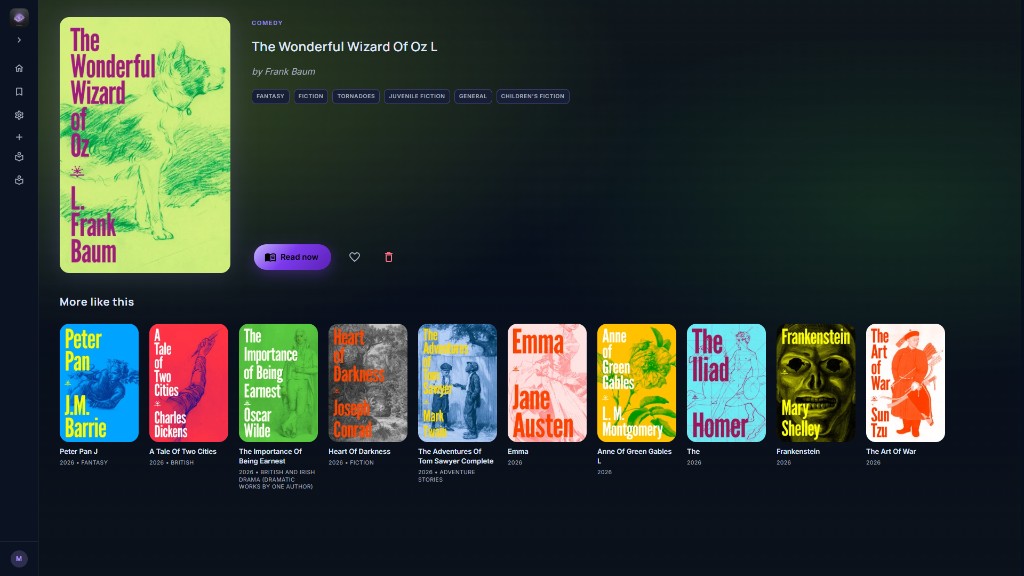 COMEDY
The Wonderful Wizard Of Oz L
by Frank Baum
FANTASY
FICTION
TORNADOES
JUVENILE FICTION
GENERAL
CHILDREN'S FICTION
The
Wonderful
Wizard
of
Oz
L.
Frank
Baum
Read now
More like this
Peter
Pan
J.M.
Barrie
A
Tale
of
Two
Cities
Charles
Dickens
The
Importance
of Being
Earnest
Oscar
Wilde
Heart
of
Darkness
Joseph
Conrad
The
Adventures
of
Tom
Sawyer
Mark
Twain
Emma
Jane
Austen
Anne
of
Green
Gables
L. M.
Montgomery
The
Iliad
Homer
Frankenstein
Mary
Shelley
The
Art
of
War
Sun
Tzu
Peter Pan J
2026 • FANTASY
A Tale Of Two Cities
2026 • BRITISH
The Importance Of
Being Earnest
2026 • BRITISH AND IRISH
DRAMA (DRAMATIC
WORKS BY ONE AUTHOR)
Heart Of Darkness
2026 • FICTION
The Adventures Of
Tom Sawyer Complete
2026 • ADVENTURE
STORIES
Emma
2026
Anne Of Green Gables
L
2026
The
2026
Frankenstein
2026
The Art Of War
2026
M